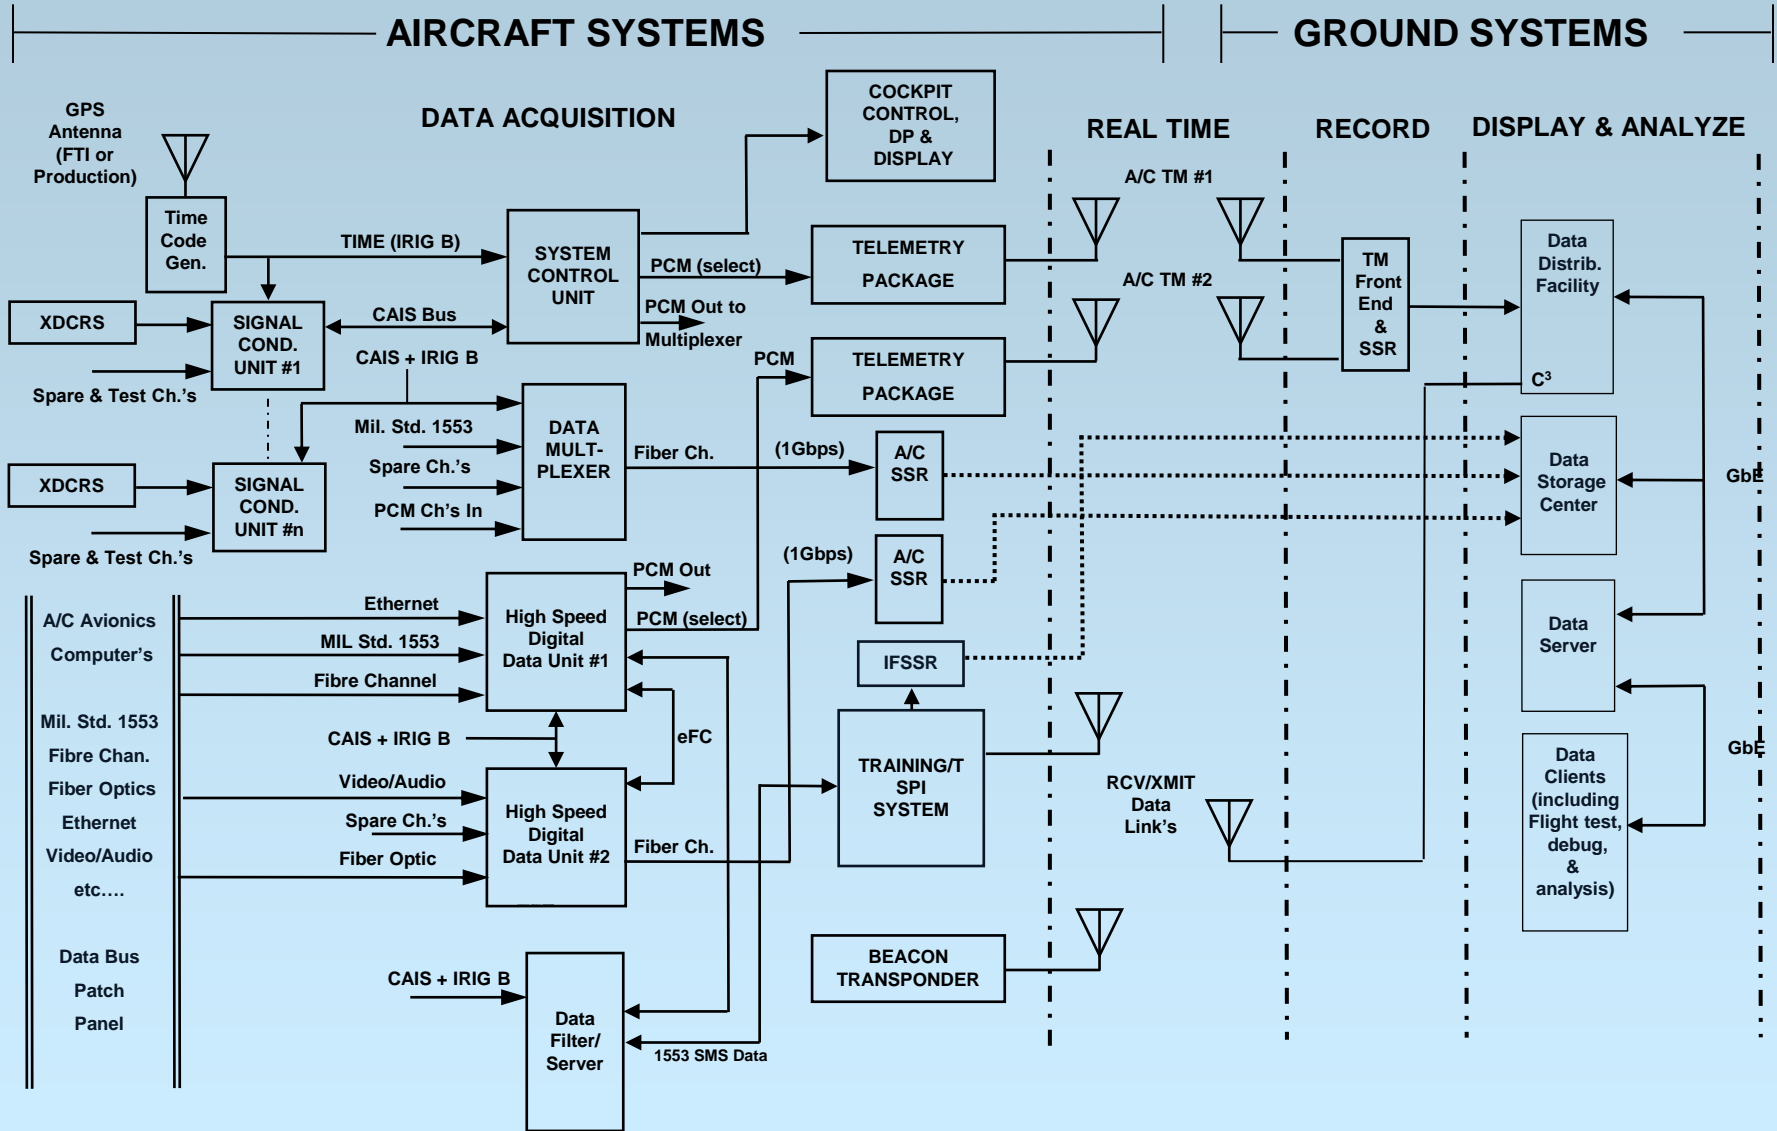 AIRCRAFT SYSTEMS
GROUND SYSTEMS
GPS
Antenna
(FTI or
Production)
DATA ACQUISITION
COCKPIT
CONTROL,
DP &
DISPLAY
REAL TIME
RECORD
DISPLAY & ANALYZE
Time
Code
Gen.
TIME (IRIG B)
SYSTEM
CONTROL
UNIT
PCM (select)
PCM Out to
Multiplexer
TELEMETRY
PACKAGE
A/C TM #1
A/C TM #2
TM
Front
End
&
SSR
Data
Distrib.
Facility
C³
XDCRS
SIGNAL
COND.
UNIT #1
CAIS Bus
CAIS + IRIG B
Spare & Test Ch.'s
PCM
TELEMETRY
PACKAGE
Mil. Std. 1553
Spare Ch.'s
PCM Ch's In
DATA
MULT-
PLEXER
Fiber Ch.
(1Gbps)
A/C
SSR
Data
Storage
Center
GbE
XDCRS
SIGNAL
COND.
UNIT #n
Spare & Test Ch.'s
(1Gbps)
A/C
SSR
PCM Out
PCM (select)
A/C Avionics
Computer's
Mil. Std. 1553
Fibre Chan.
Fiber Optics
Ethernet
Video/Audio
etc….
Data Bus
Patch
Panel
Ethernet
MIL Std. 1553
Fibre Channel
High Speed
Digital
Data Unit #1
IFSSR
Data
Server
CAIS + IRIG B
eFC
Video/Audio
Spare Ch.'s
Fiber Optic
High Speed
Digital
Data Unit #2
Fiber Ch.
TRAINING/T
SPI
SYSTEM
RCV/XMIT
Data
Link's
Data
Clients
(including
Flight test,
debug,
&
analysis)
GbE
BEACON
TRANSPONDER
CAIS + IRIG B
Data
Filter/
Server
1553 SMS Data